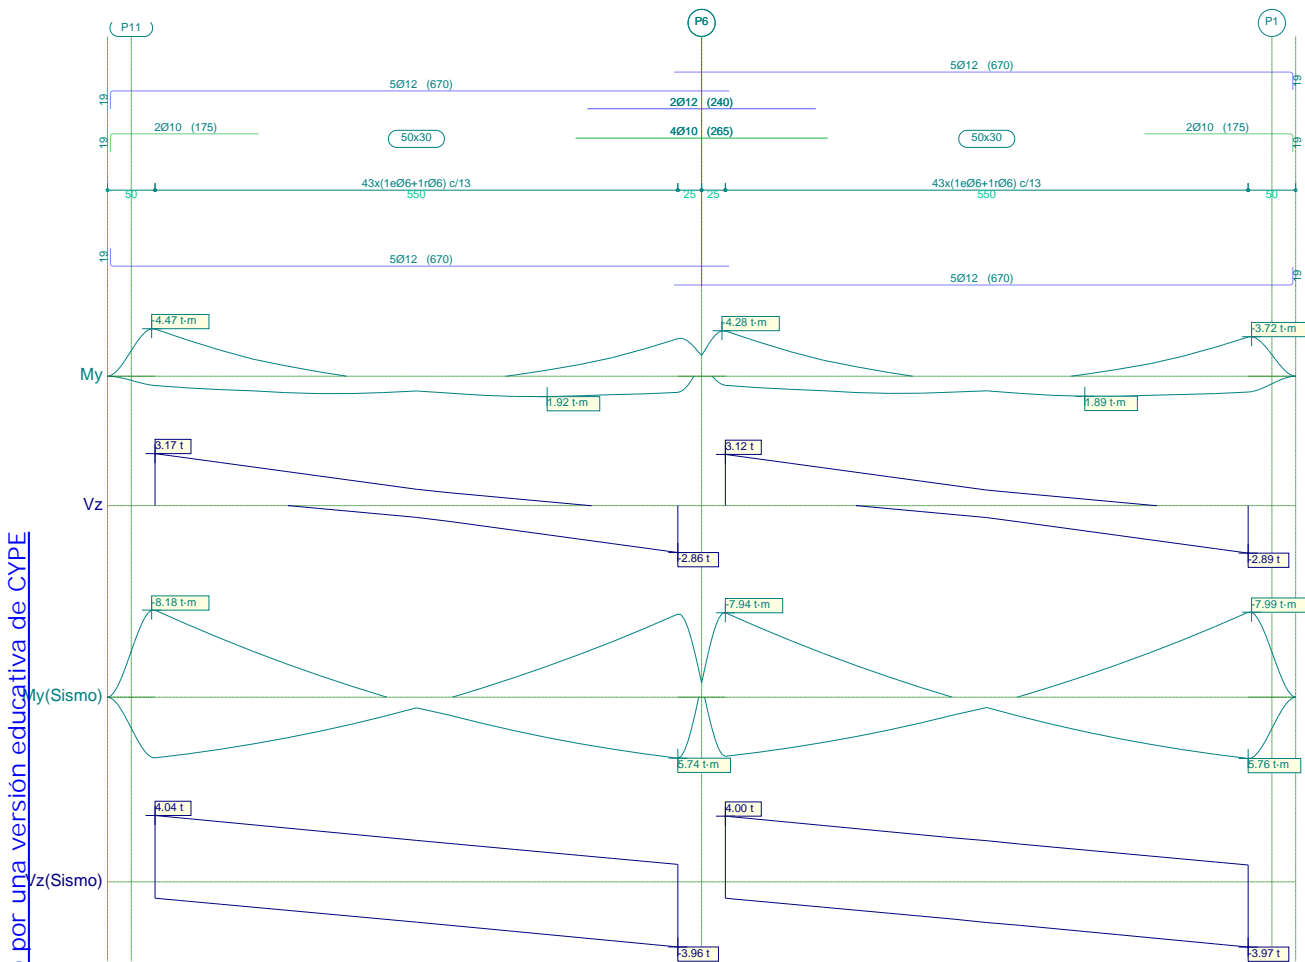 P11 P6 P1
5Ø12 (670)
19
5Ø12 (670)
19
2Ø12 (240)
2Ø10 (175) 4Ø10 (265) 2Ø10 (175)
19 50x30 50x30 19
43x(1eØ6+1rØ6) c/13 43x(1eØ6+1rØ6) c/13
50 550 25 25 550 50
19 5Ø12 (670)
5Ø12 (670) 19
-4.47 t·m -4.28 t·m -3.72 t·m
My
1.92 t·m 1.89 t·m
3.17 t 3.12 t
Vz
-2.86 t -2.89 t
-8.18 t·m -7.94 t·m -7.99 t·m
My(Sismo)
5.74 t·m 5.76 t·m
4.04 t 4.00 t
Vz(Sismo)
-3.96 t -3.97 t
por una versión educativa de CYPE